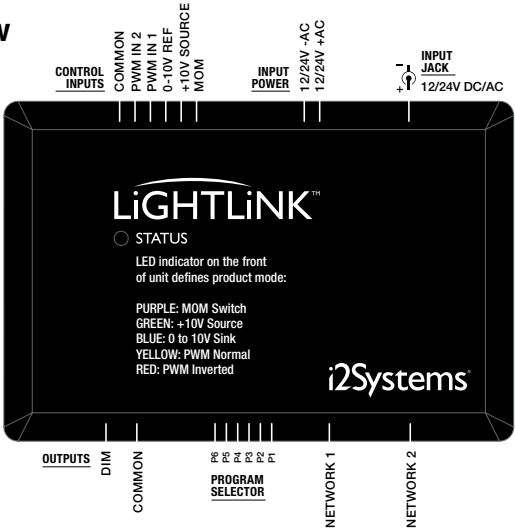 w
CONTROL
INPUTS
COMMON
PWM IN 2
PWM IN 1
0-10V REF
+10V SOURCE
MOM
INPUT
POWER
12/24V -AC
12/24V +AC
INPUT
JACK
- +
12/24V DC/AC
LiGHTLiNK™
STATUS
LED indicator on the front
of unit defines product mode:
PURPLE: MOM Switch
GREEN: +10V Source
BLUE: 0 to 10V Sink
YELLOW: PWM Normal
RED: PWM Inverted
i2Systems®
OUTPUTS
DIM
COMMON
P6
P5
P4
P3
P2
P1
PROGRAM
SELECTOR
NETWORK 1
NETWORK 2